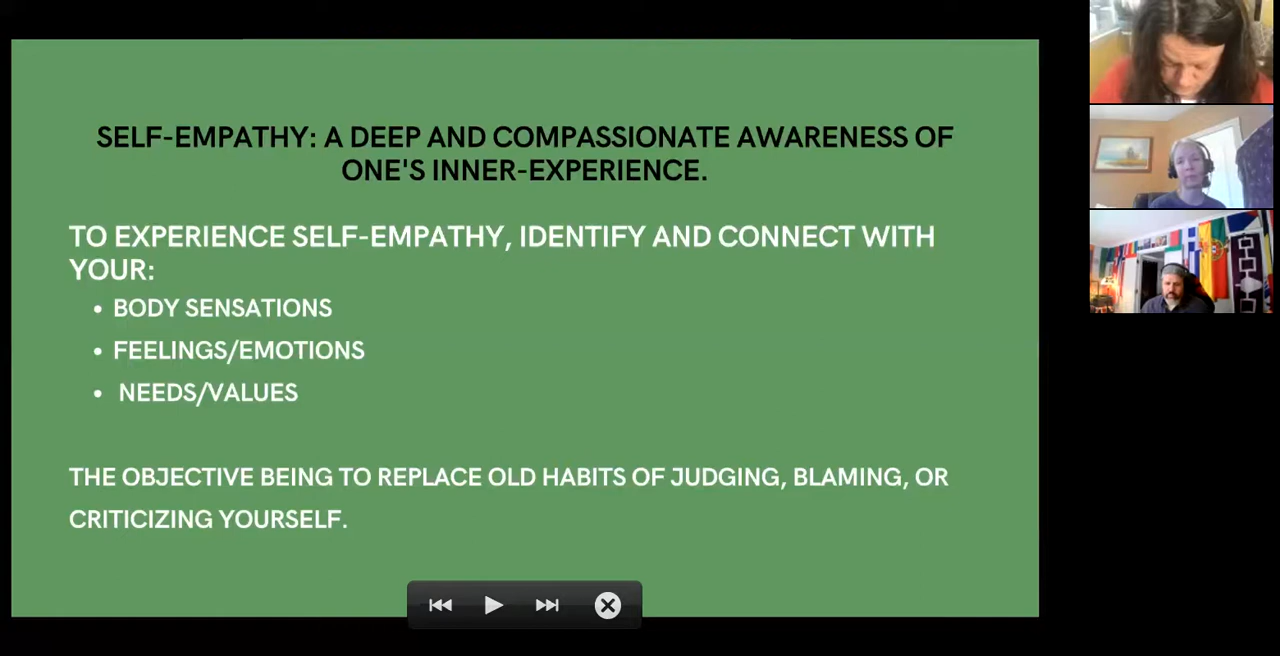 SELF-EMPATHY: A DEEP AND COMPASSIONATE AWARENESS OF
ONE'S INNER-EXPERIENCE.
TO EXPERIENCE SELF-EMPATHY, IDENTIFY AND CONNECT WITH
YOUR:
• BODY SENSATIONS
• FEELINGS/EMOTIONS
• NEEDS/VALUES
THE OBJECTIVE BEING TO REPLACE OLD HABITS OF JUDGING, BLAMING, OR
CRITICIZING YOURSELF.